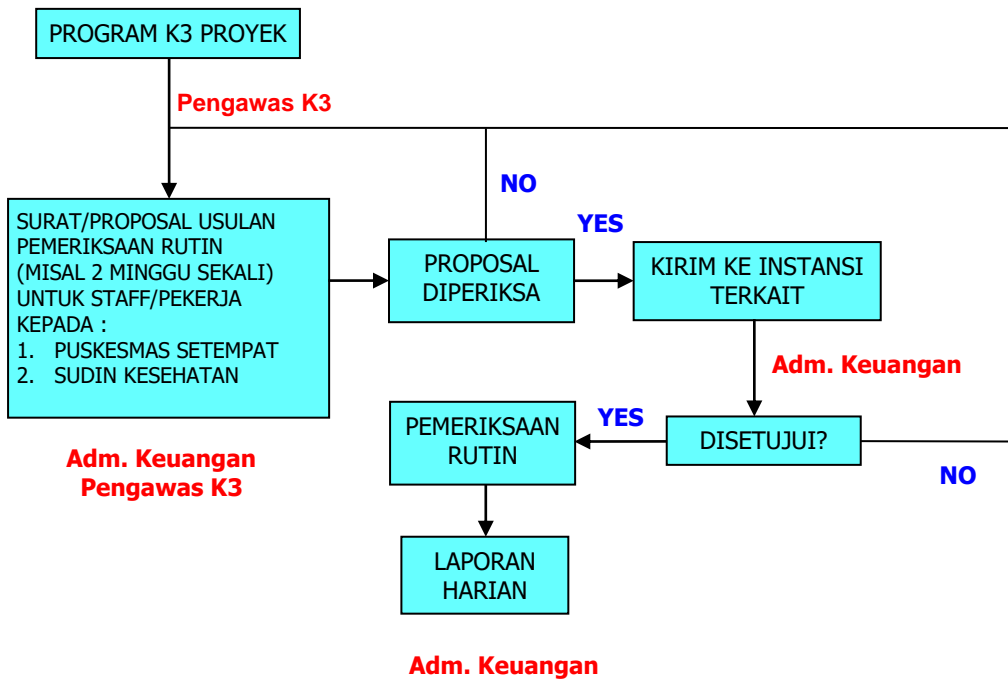 PROGRAM K3 PROYEK
Pengawas K3
SURAT/PROPOSAL USULAN
PEMERIKSAAN RUTIN
(MISAL 2 MINGGU SEKALI)
UNTUK STAFF/PEKERJA
KEPADA :
1. PUSKESMAS SETEMPAT
2. SUDIN KESEHATAN
Adm. Keuangan
Pengawas K3
NO
PROPOSAL
DIPERIKSA
YES
KIRIM KE INSTANSI
TERKAIT
Adm. Keuangan
DISETUJUI?
NO
YES
PEMERIKSAAN
RUTIN
LAPORAN
HARIAN
Adm. Keuangan